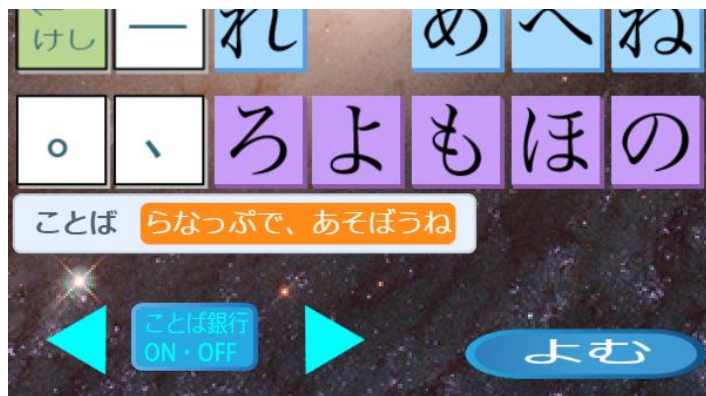 けし ー れ め へ ね
。 、 ろ よ も ほ の
ことば らなっぷで、あそぼうね
ことば銀行
ON・OFF
よむ